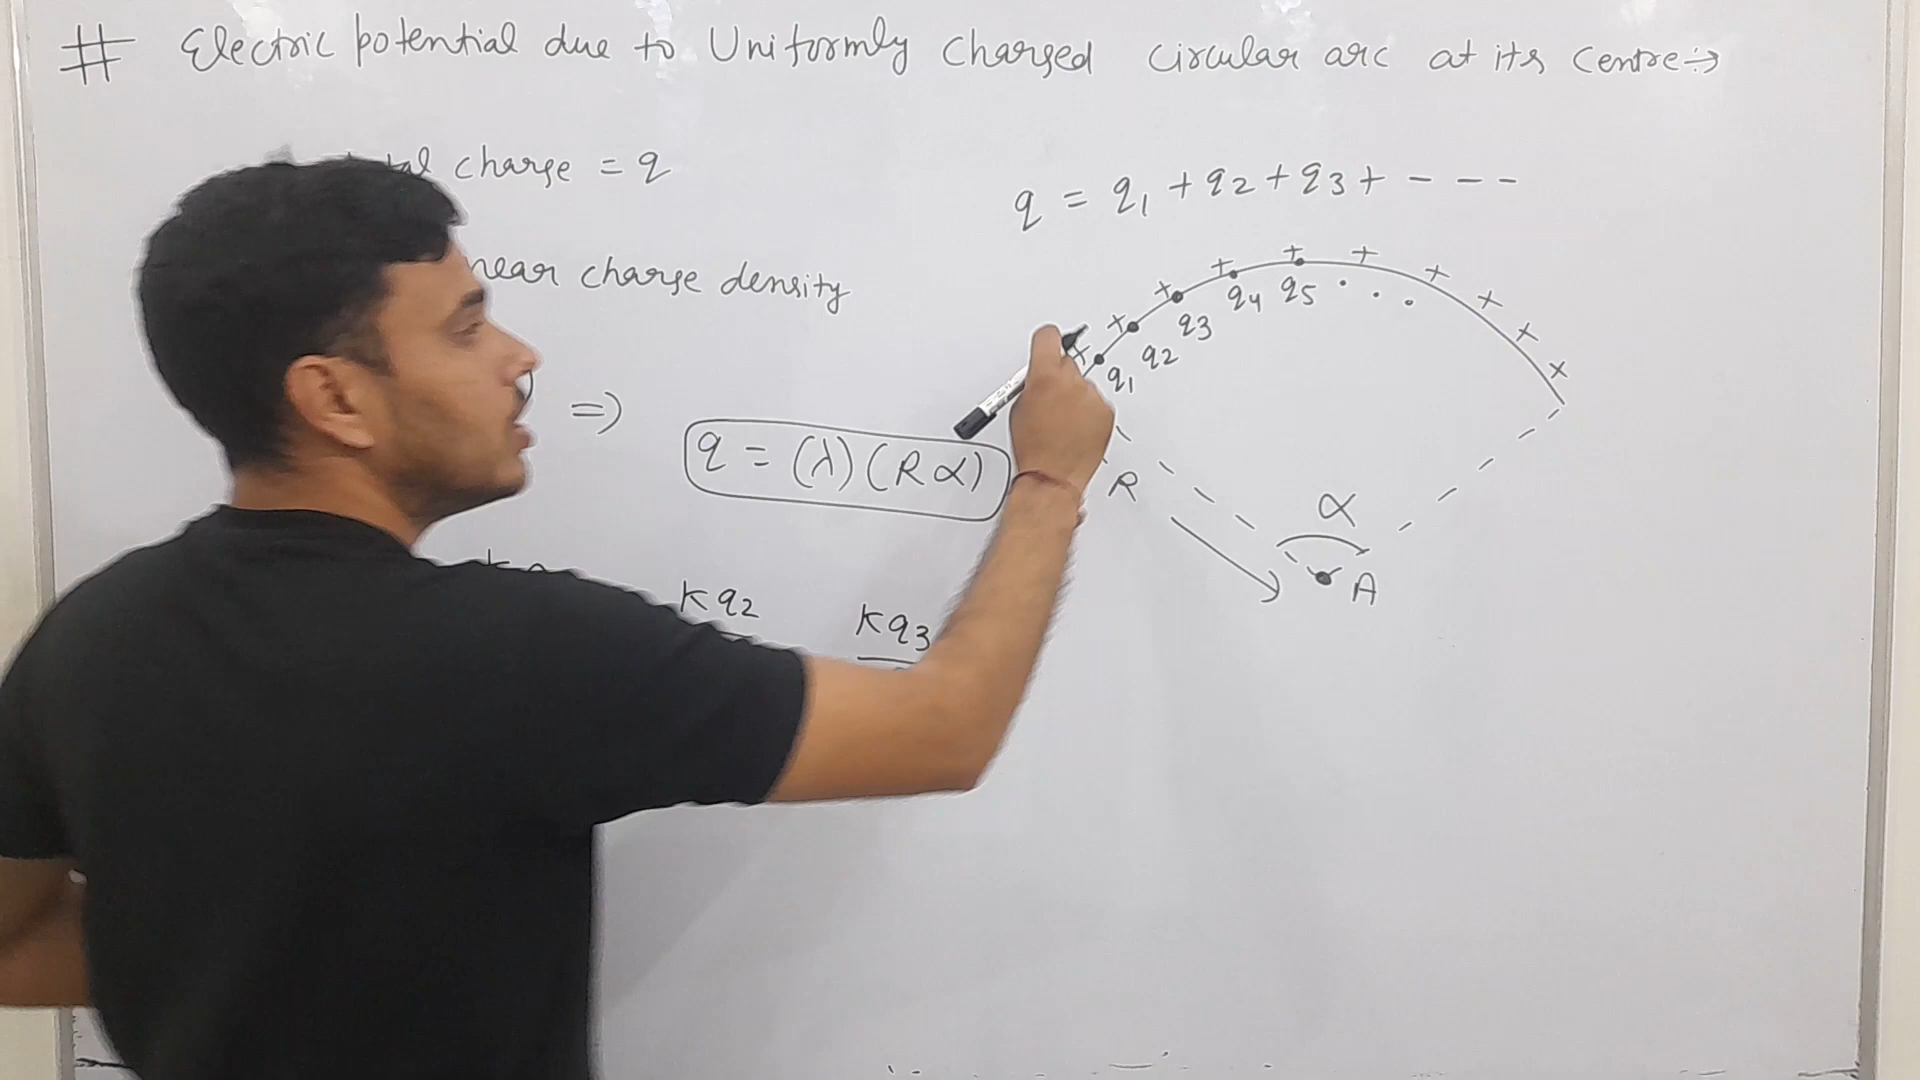 # Electric potential due to Uniformly Charged Circular arc at its Centre :→
charge = q
charge density
⇒ q = (λ)(Rα)
Kq2 Kq3
q = q1 + q2 + q3 + - - -
+ + + + + + + + + + +
q1 q2 q3 q4 q5 . . .
R
α
A